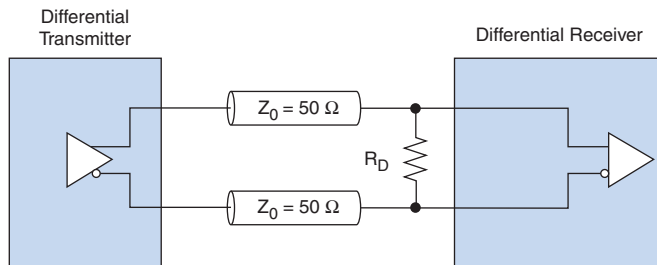 Differential
Transmitter
Differential Receiver
Z0 = 50 Ω
RD
Z0 = 50 Ω